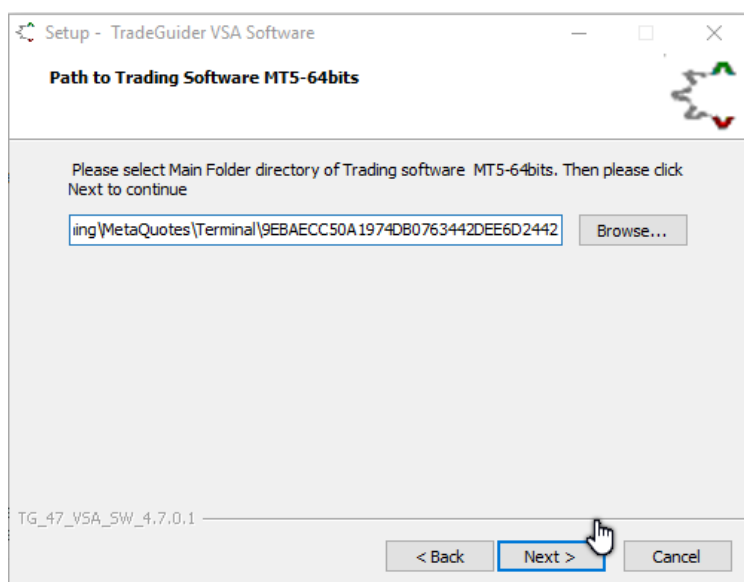 Setup - TradeGuider VSA Software
Path to Trading Software MT5-64bits
Please select Main Folder directory of Trading software MT5-64bits. Then please click
Next to continue
ing\MetaQuotes\Terminal\9EBAECC50A1974DB0763442DEE6D2442
Browse...
TG_47_VSA_SW_4.7.0.1
< Back
Next >
Cancel